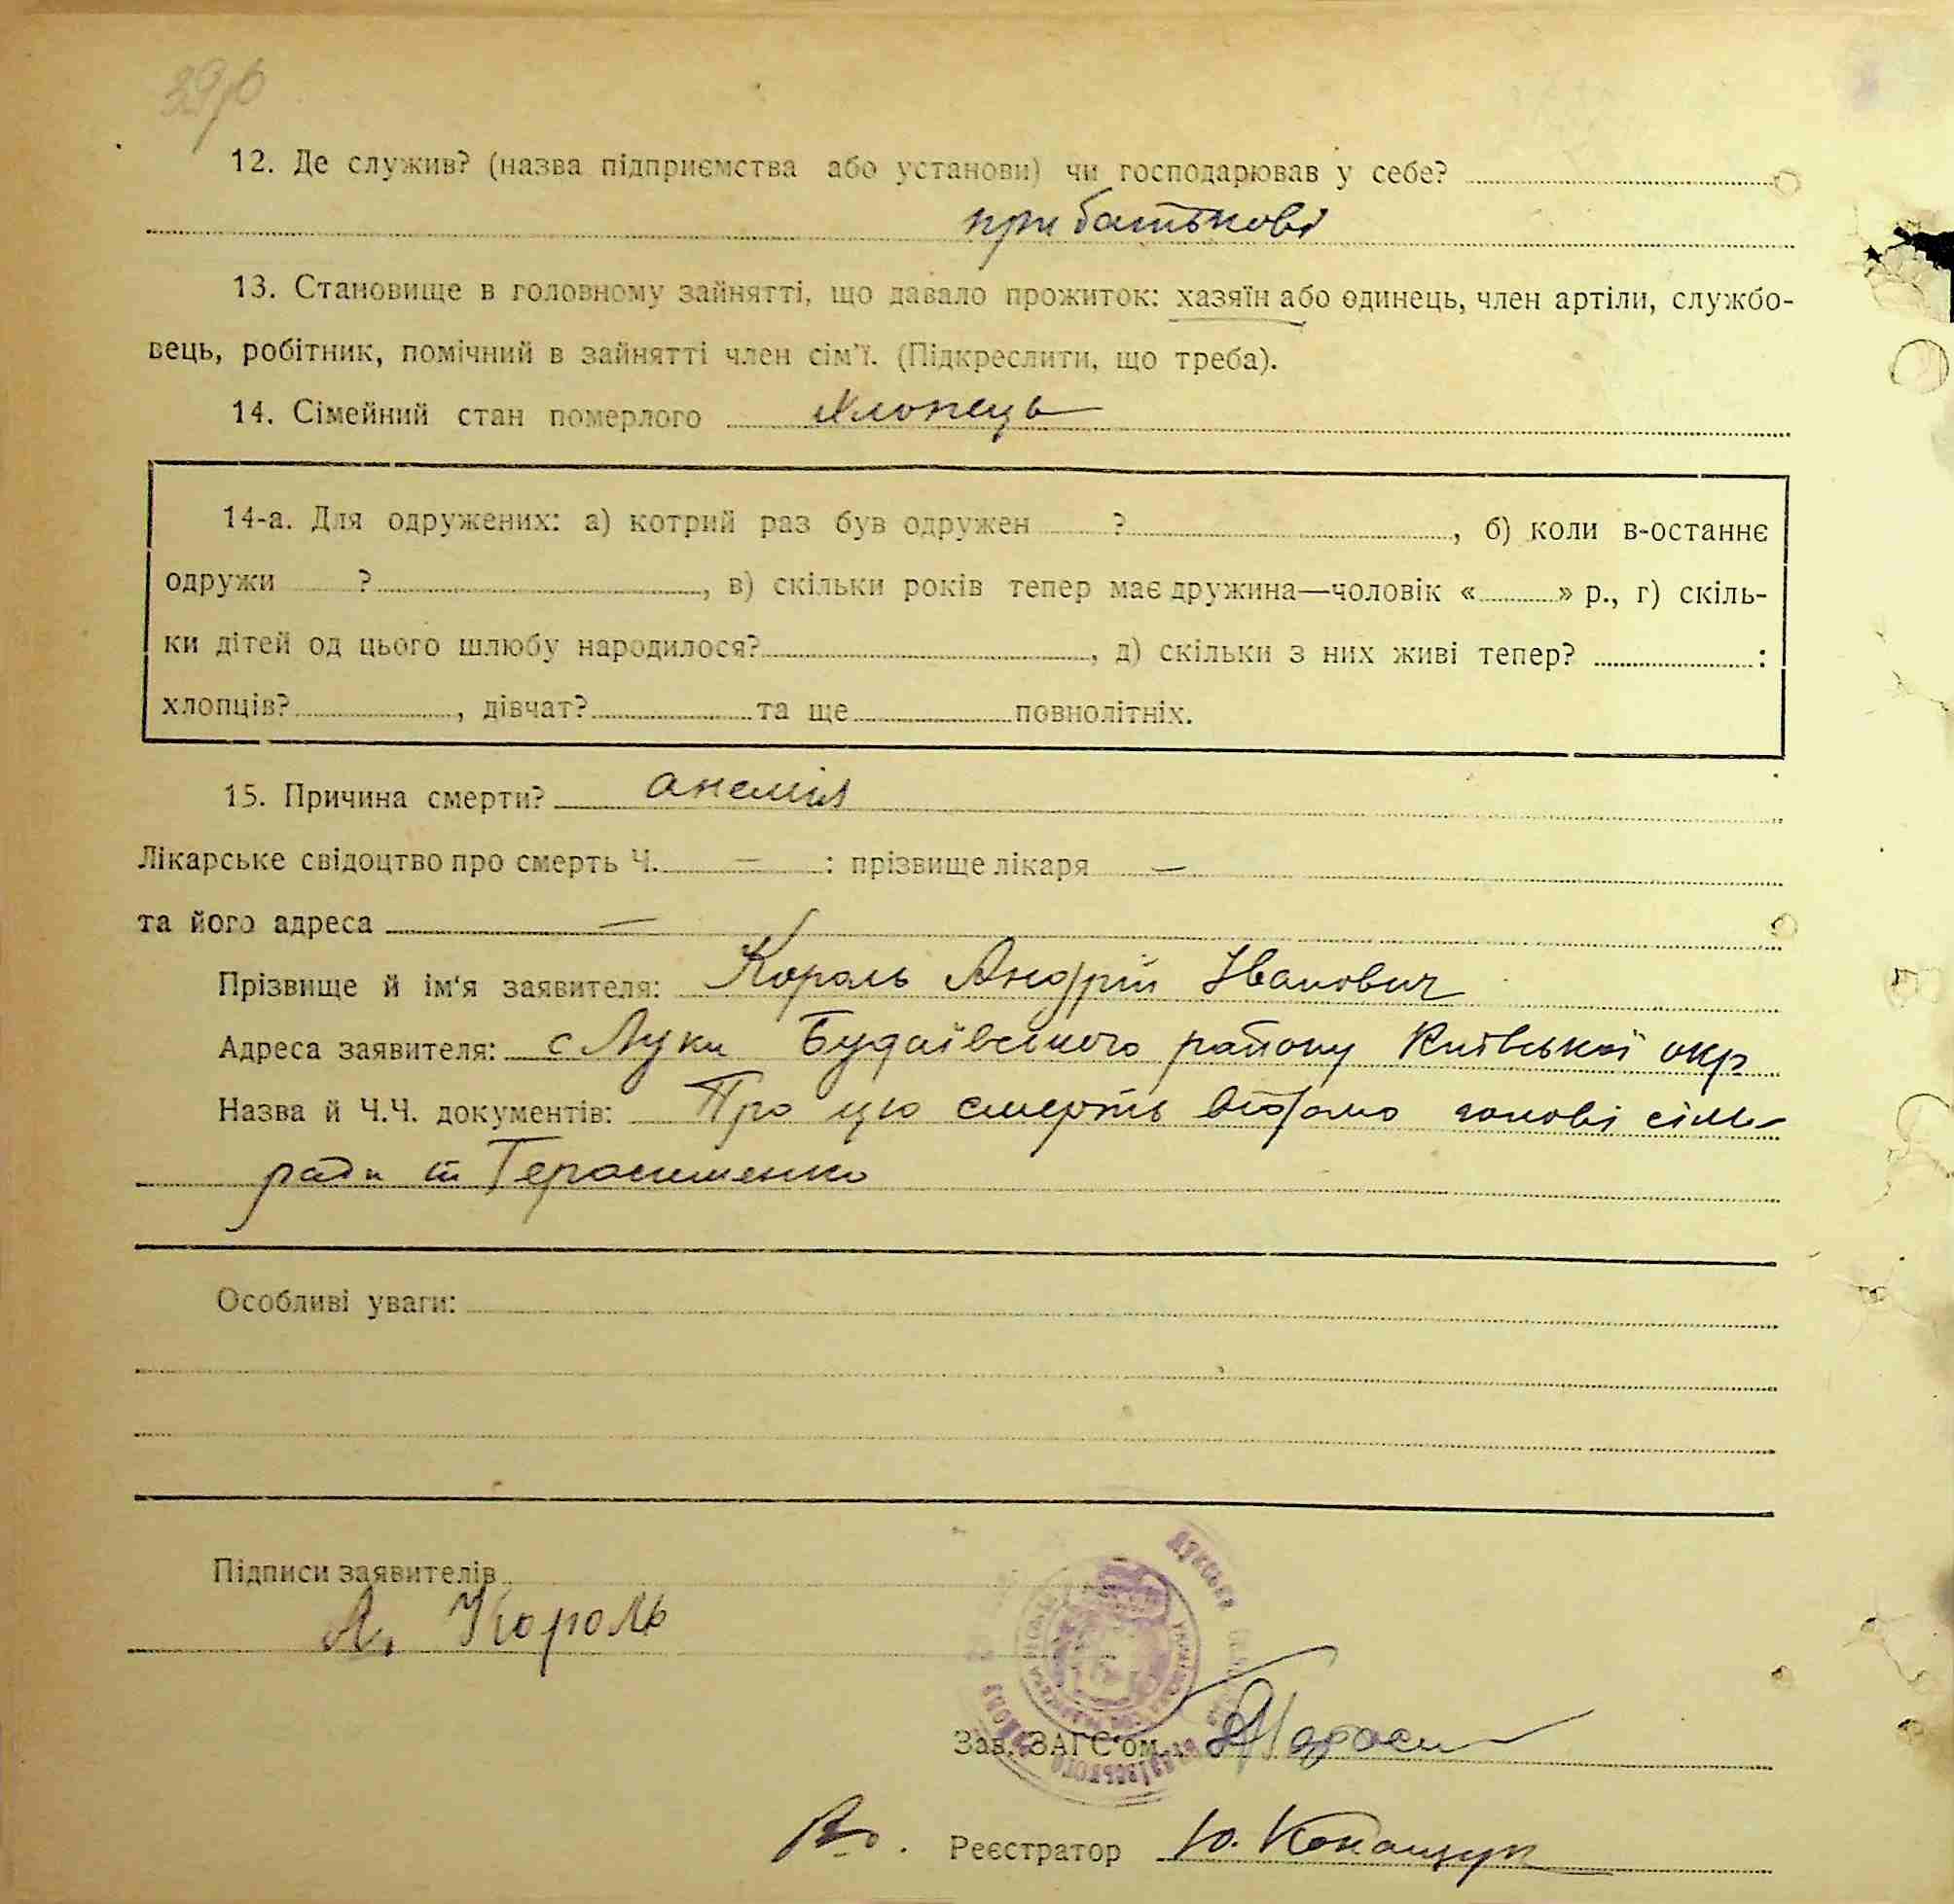 12. Де служив? (назва підприємства або установи) чи господарював у себе?
при батькові
13. Становище в головному зайнятті, що давало прожиток: хазяїн або одинець, член артіли, службо-
вець, робітник, помічний в зайнятті член сім'ї. (Підкреслити, що треба).
14. Сімейний стан померлого хлопець
14-а. Для одружених: а) котрий раз був одружен ?, б) коли в-останнє
одружи ?, в) скільки років тепер має дружина—чоловік « » р., г) скіль-
ки дітей од цього шлюбу народилося?, д) скільки з них живі тепер? :
хлопців?, дівчат? та ще повнолітніх.
15. Причина смерти? анемія
Лікарське свідоцтво про смерть Ч. — : прізвище лікаря —
та його адреса —
Прізвище й ім'я заявителя: Король Андрій Іванович
Адреса заявителя: с Луки Будаївського району Київської окр
Назва й Ч.Ч. документів: Про цю смерть відомо голові сіль-
ради т Герасименко
Особливі уваги:
Підписи заявителів
А. Король
Зав. ЗАГС'ом
Реєстратор Ю. Конащук